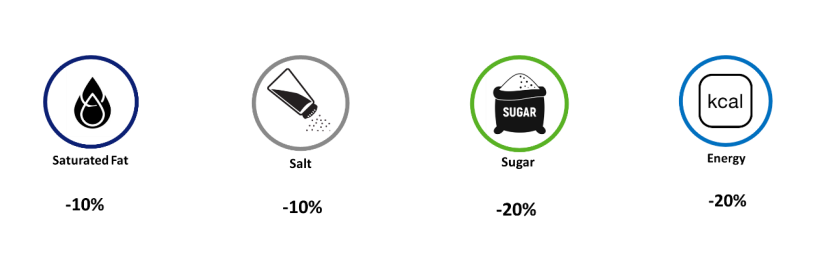 SUGAR
kcal
Saturated Fat
Salt
Sugar
Energy
-10%
-10%
-20%
-20%